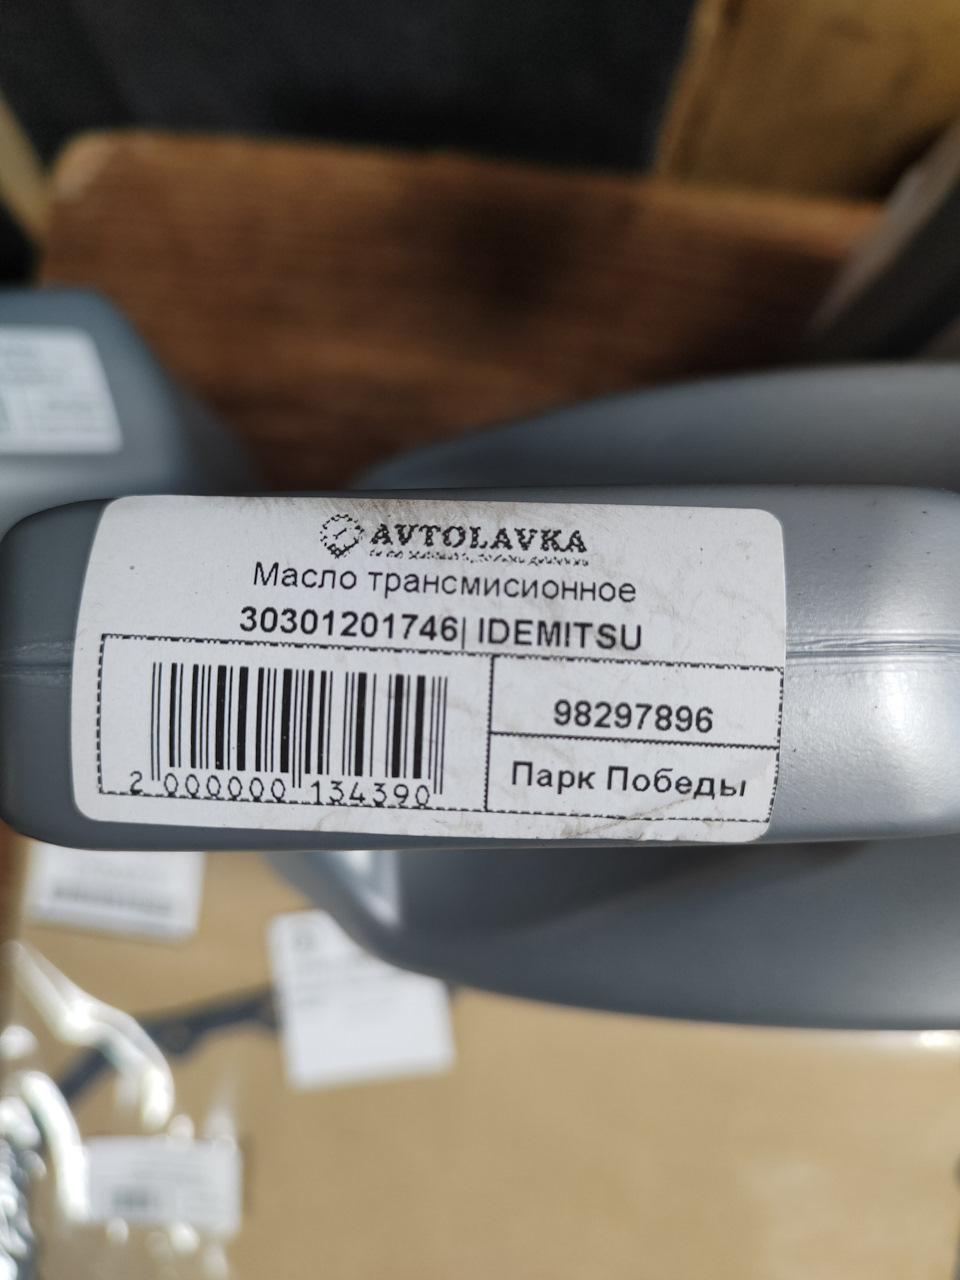 AVTOLAVKA
Масло трансмисионное
30301201746| IDEMITSU
98297896
2 000000 134390
Парк Победы